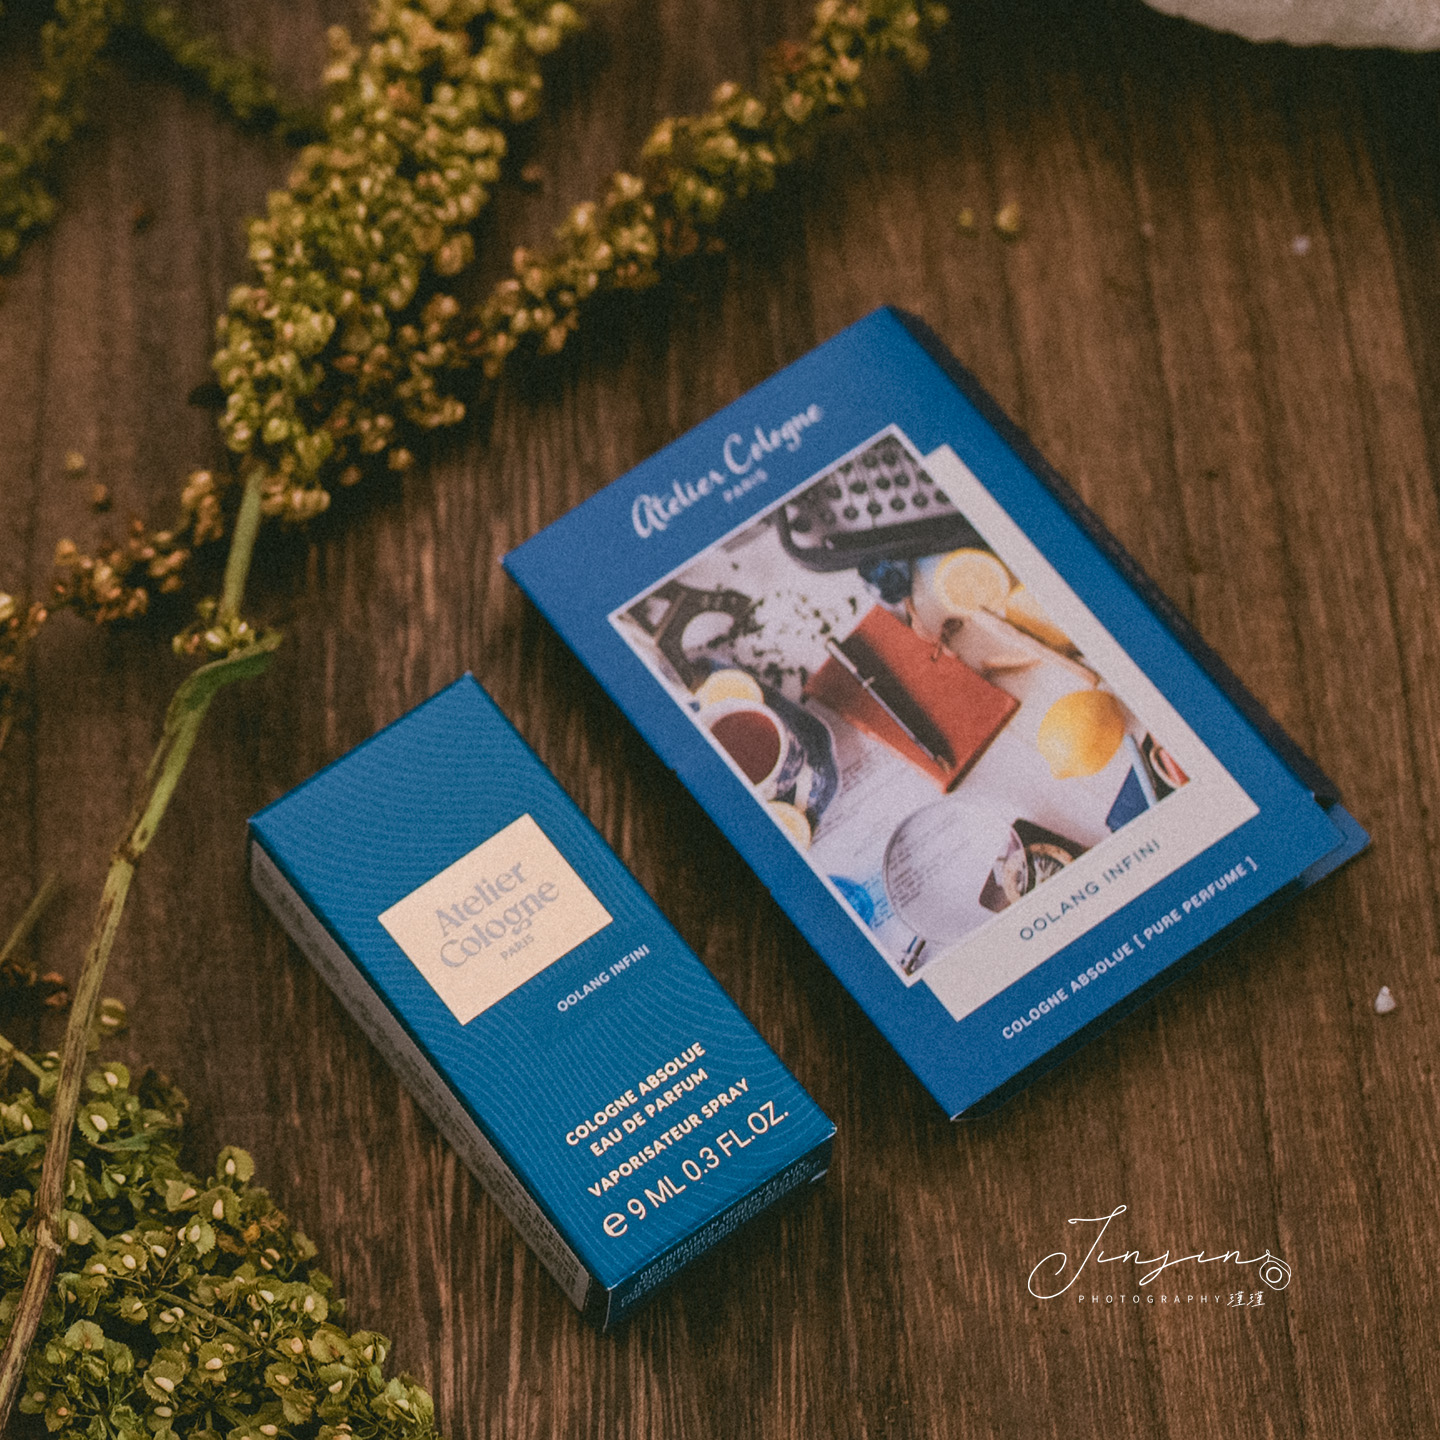 Atelier Cologne
PARIS
OOLANG INFINI
COLOGNE ABSOLUE [ PURE PERFUME ]
Atelier
Cologne
PARIS
OOLANG INFINI
COLOGNE ABSOLUE
EAU DE PARFUM
VAPORISATEUR SPRAY
e 9 ML 0.3 FL.OZ.
Jinjin
PHOTOGRAPHY 瑾瑾